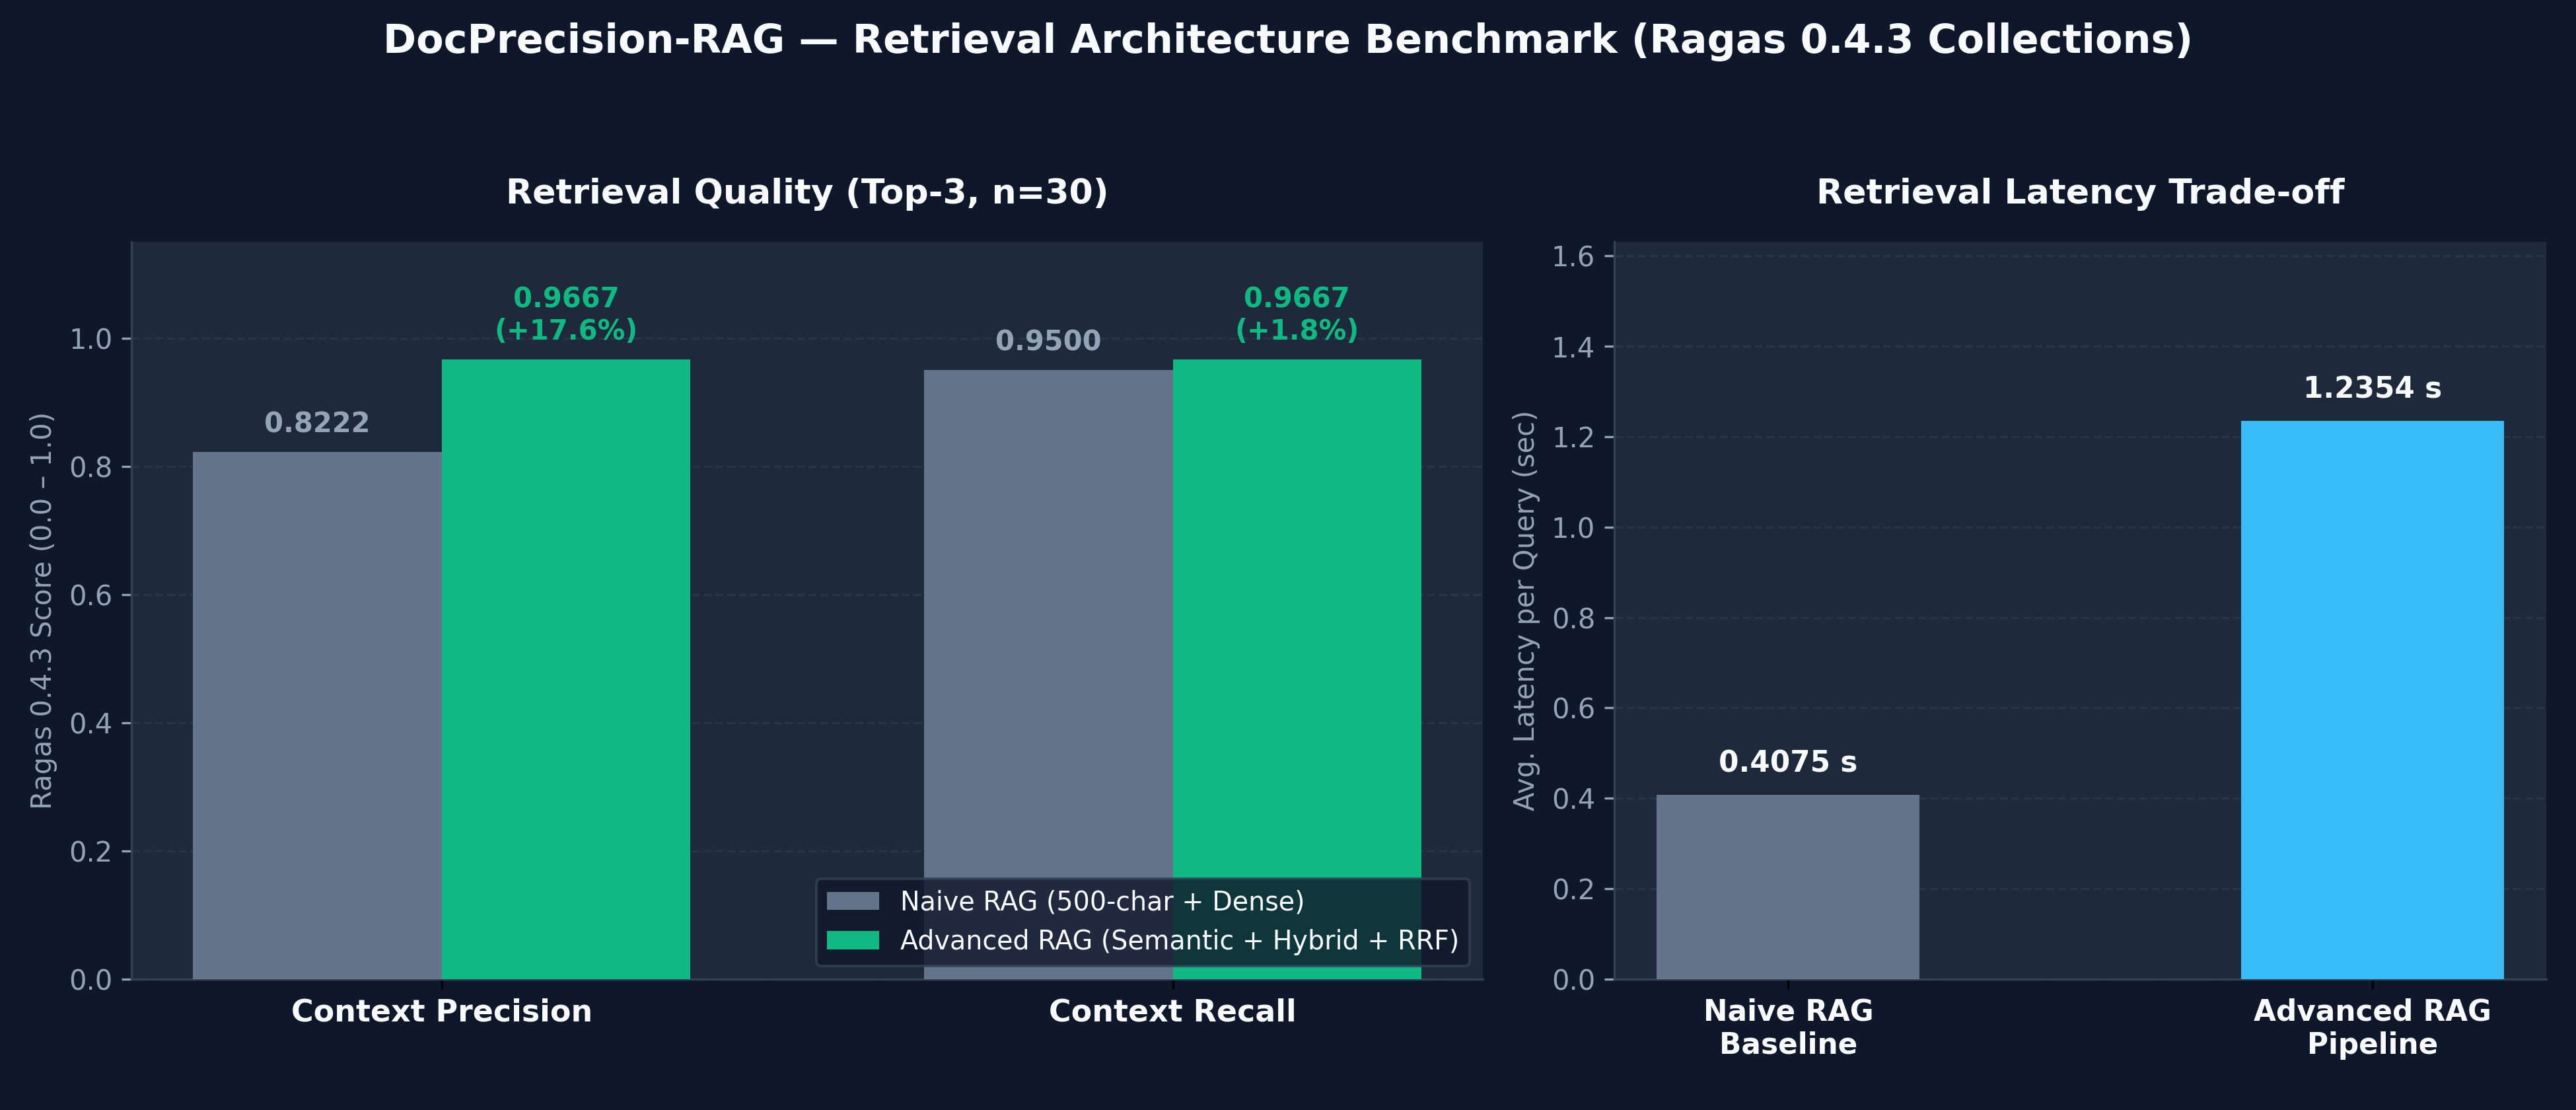 DocPrecision-RAG — Retrieval Architecture Benchmark (Ragas 0.4.3 Collections)
Retrieval Quality (Top-3, n=30)
Ragas 0.4.3 Score (0.0 – 1.0)
1.0
0.8
0.6
0.4
0.2
0.0
0.8222
0.9667
(+17.6%)
0.9500
0.9667
(+1.8%)
Naive RAG (500-char + Dense)
Advanced RAG (Semantic + Hybrid + RRF)
Context Precision
Context Recall
Retrieval Latency Trade-off
Avg. Latency per Query (sec)
1.6
1.4
1.2
1.0
0.8
0.6
0.4
0.2
0.0
0.4075 s
1.2354 s
Naive RAG
Baseline
Advanced RAG
Pipeline